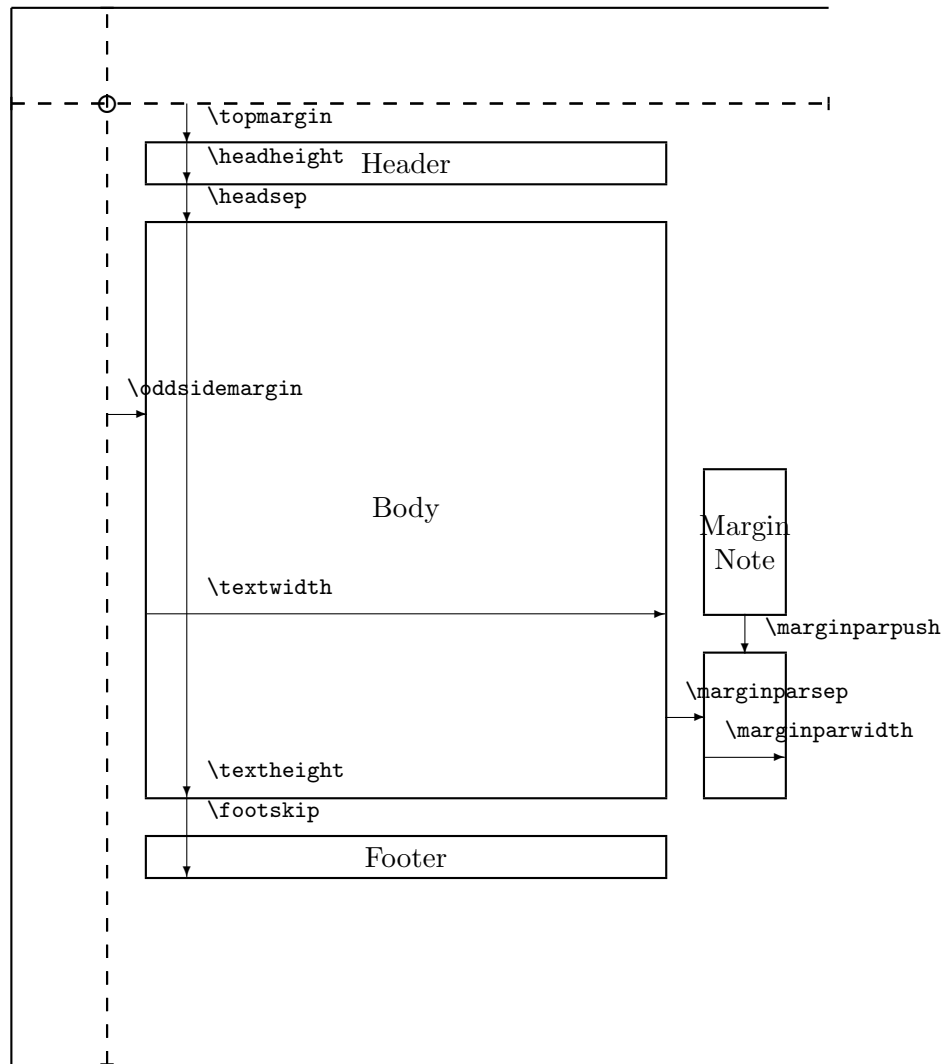 \topmargin
\headheight
Header
\headsep
\oddsidemargin
Body
Margin
Note
\textwidth
\marginparpush
\marginparsep
\marginparwidth
\textheight
\footskip
Footer